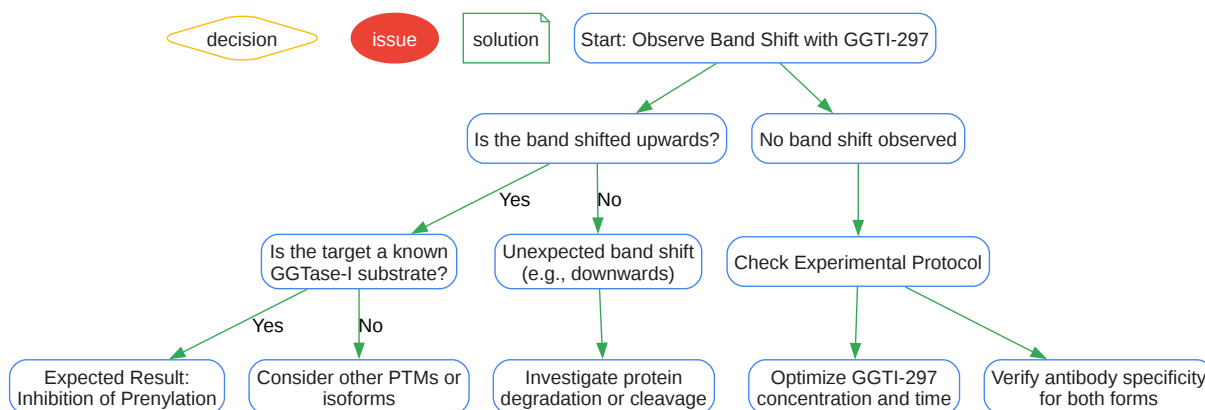 decision
issue
solution
Start: Observe Band Shift with GGTI-297
Is the band shifted upwards?
No band shift observed
Yes
No
Is the target a known
GGTase-I substrate?
Unexpected band shift
(e.g., downwards)
Check Experimental Protocol
Yes
No
Expected Result:
Inhibition of Prenylation
Consider other PTMs or
isoforms
Investigate protein
degradation or cleavage
Optimize GGTI-297
concentration and time
Verify antibody specificity
for both forms